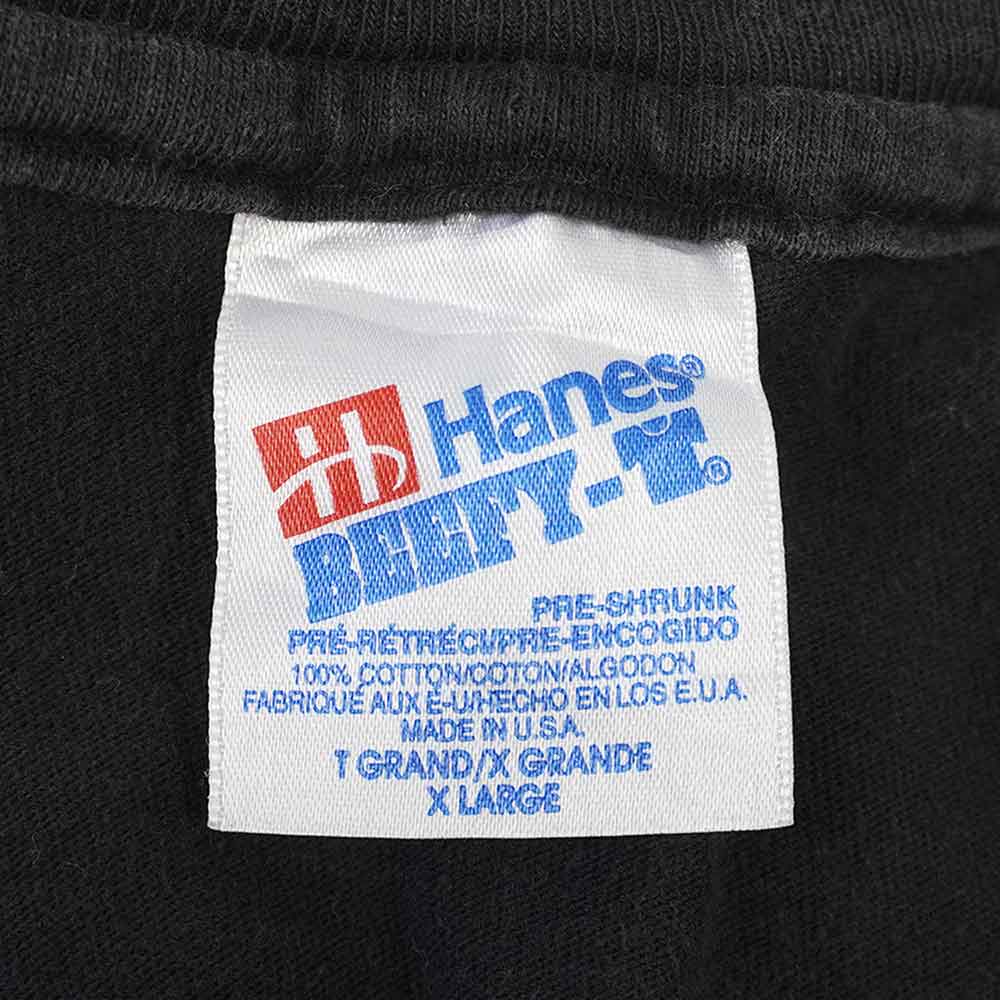 H Hanes®
BEEFY-T®
PRE-SHRUNK
PRÉ-RÉTRÉCI/PRE-ENCOGIDO
100% COTTON/COTON/ALGODON
FABRIQUÉ AUX É-U/HECHO EN LOS E.U.A.
MADE IN U.S.A.
T GRAND/X GRANDE
X LARGE